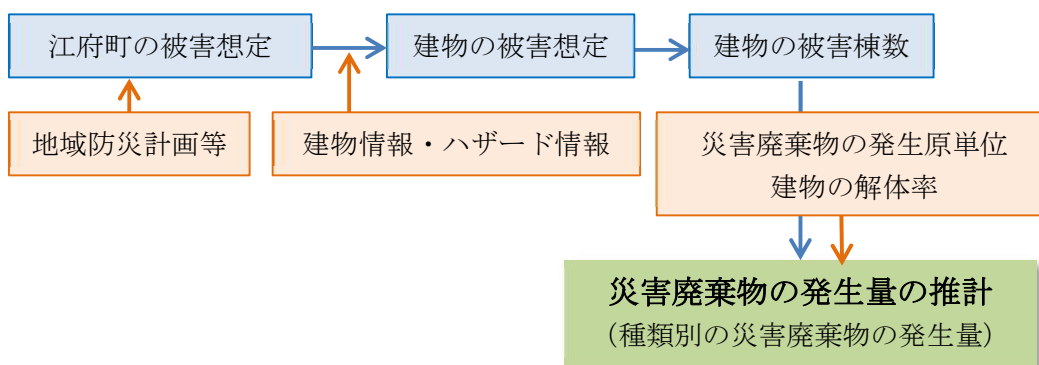 江府町の被害想定
建物の被害想定
建物の被害棟数
地域防災計画等
建物情報・ハザード情報
災害廃棄物の発生原単位
建物の解体率
災害廃棄物の発生量の推計
（種類別の災害廃棄物の発生量）